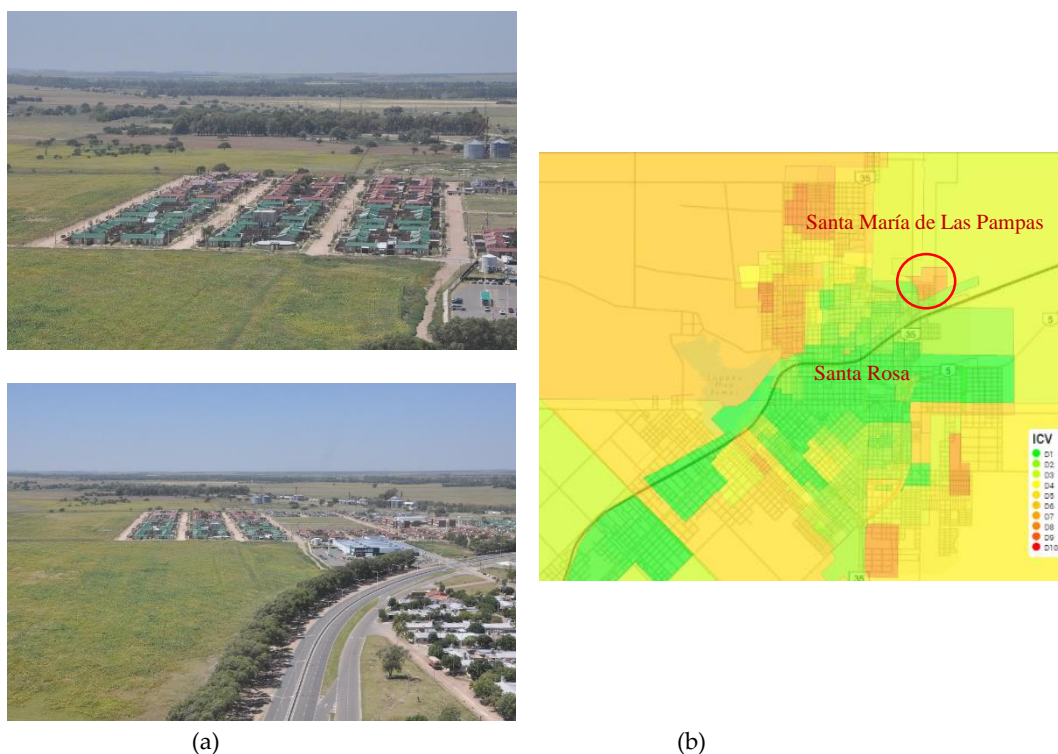 35
Santa María de Las Pampas
5
35
Santa Rosa
5
ICV
D1
D2
D3
D4
D5
D6
D7
D8
D9
D10
35
(a)
(b)